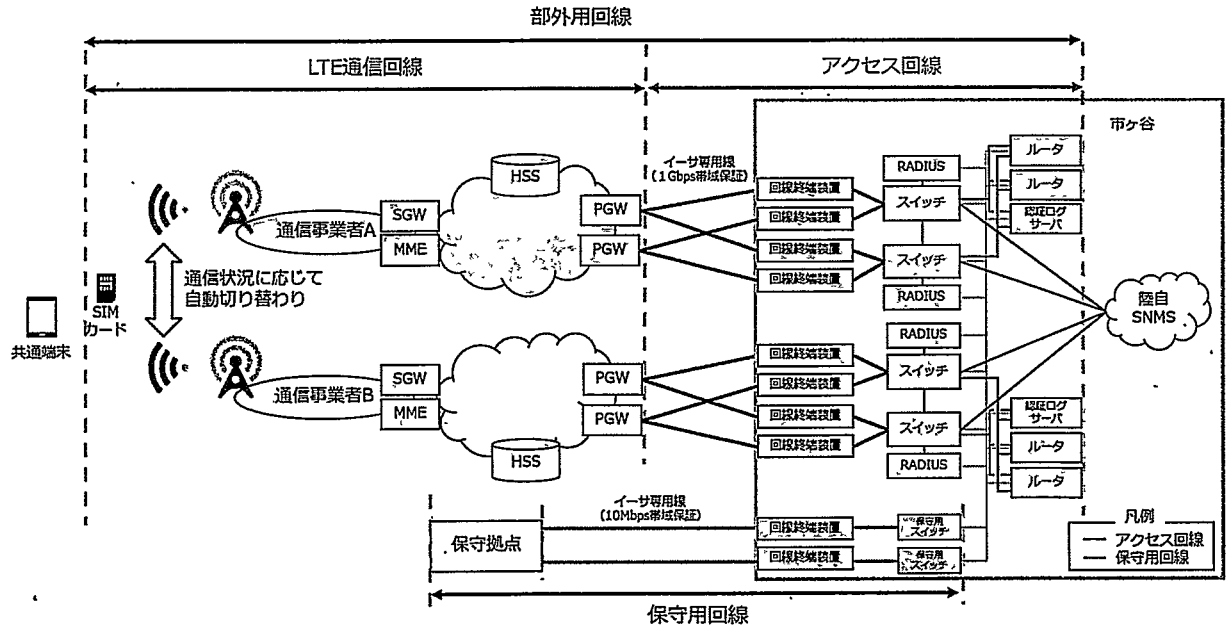 部外用回線
LTE通信回線
アクセス回線
市ヶ谷
イーサ専用線
(1Gbps帯域保証)
HSS
RADIUS
ルータ
回線終端装置
スイッチ
ルータ
SGW
PGW
回線終端装置
認証ログ
サーバ
通信事業者A
MME
PGW
回線終端装置
スイッチ
回線終端装置
RADIUS
通信状況に応じて
自動切り替わり
SIM
カード
共通端末
陸自
SNMS
RADIUS
回線終端装置
スイッチ
SGW
PGW
回線終端装置
通信事業者B
MME
PGW
回線終端装置
スイッチ
認証ログ
サーバ
回線終端装置
ルータ
HSS
RADIUS
ルータ
イーサ専用線
(10Mbps帯域保証)
保守拠点
回線終端装置
保守用
スイッチ
回線終端装置
保守用
スイッチ
凡例
アクセス回線
保守用回線
保守用回線